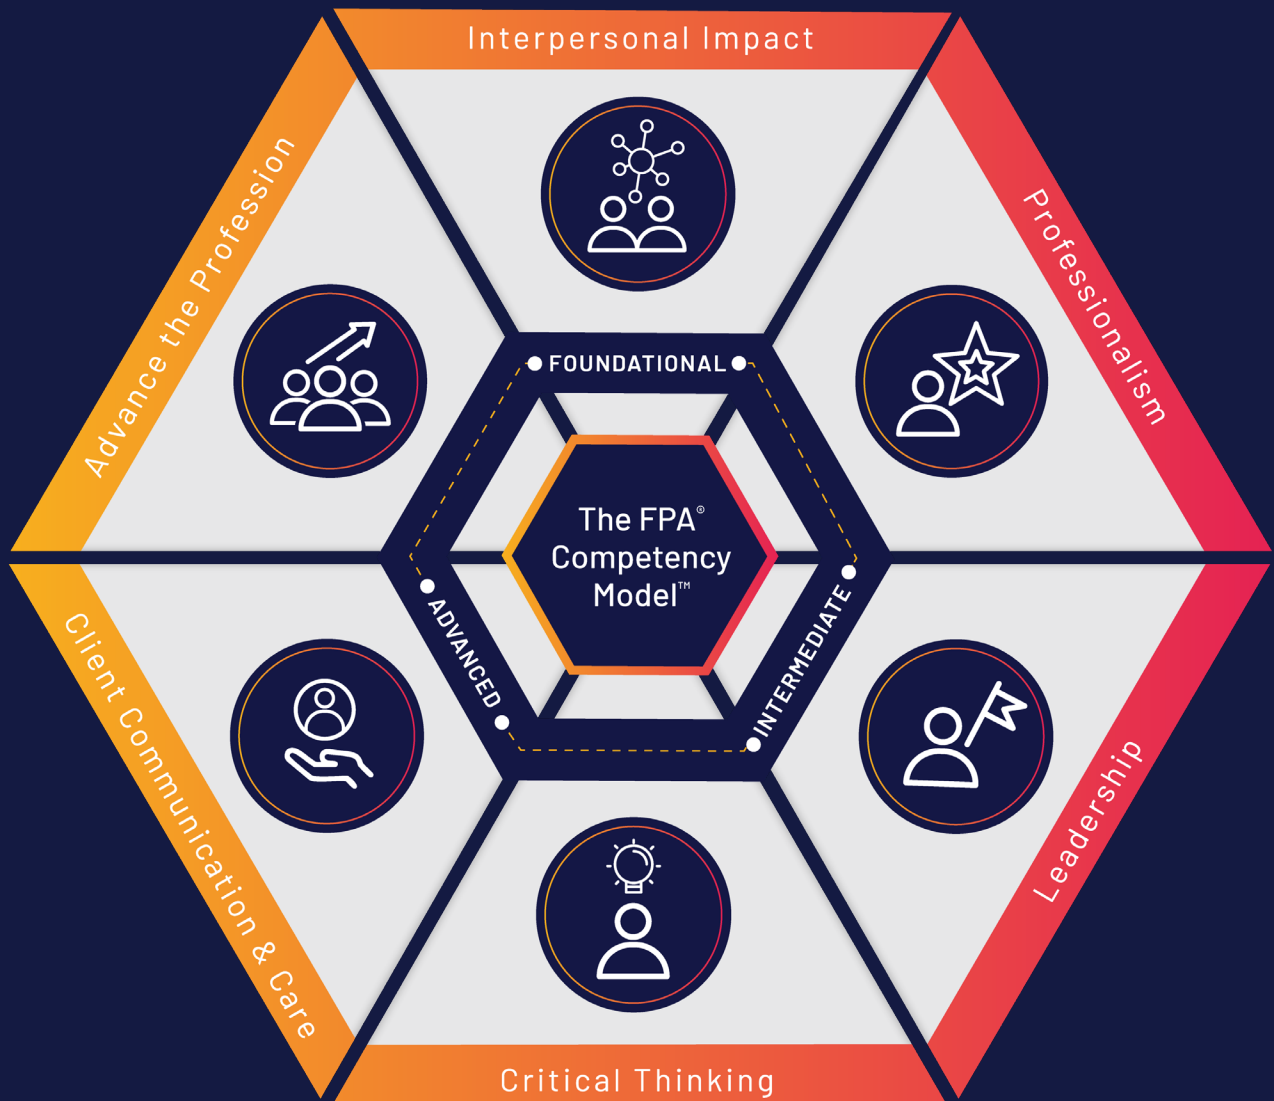 Interpersonal Impact
Advance the Profession
Professionalism
FOUNDATIONAL
The FPA®
Competency
Model™
ADVANCED
INTERMEDIATE
Client Communication & Care
Leadership
Critical Thinking